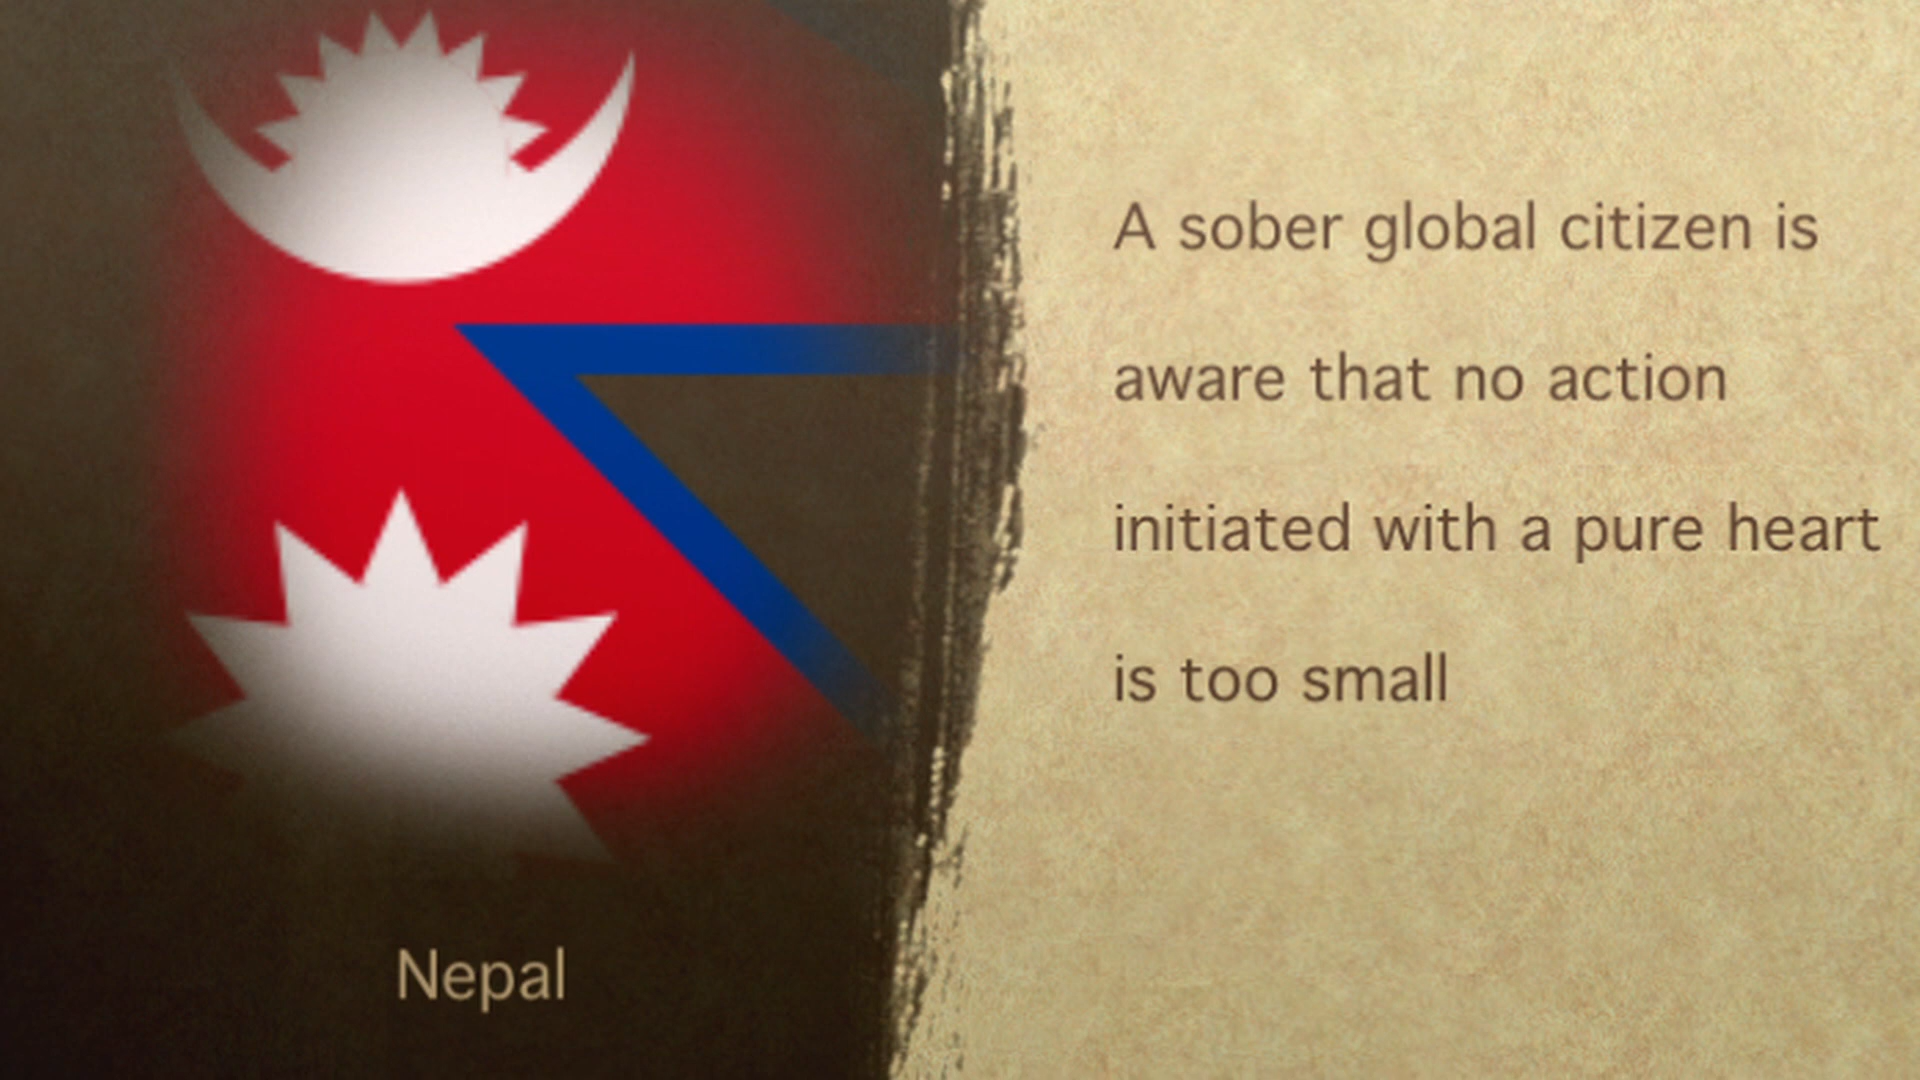 A sober global citizen is
aware that no action
initiated with a pure heart
is too small
Nepal